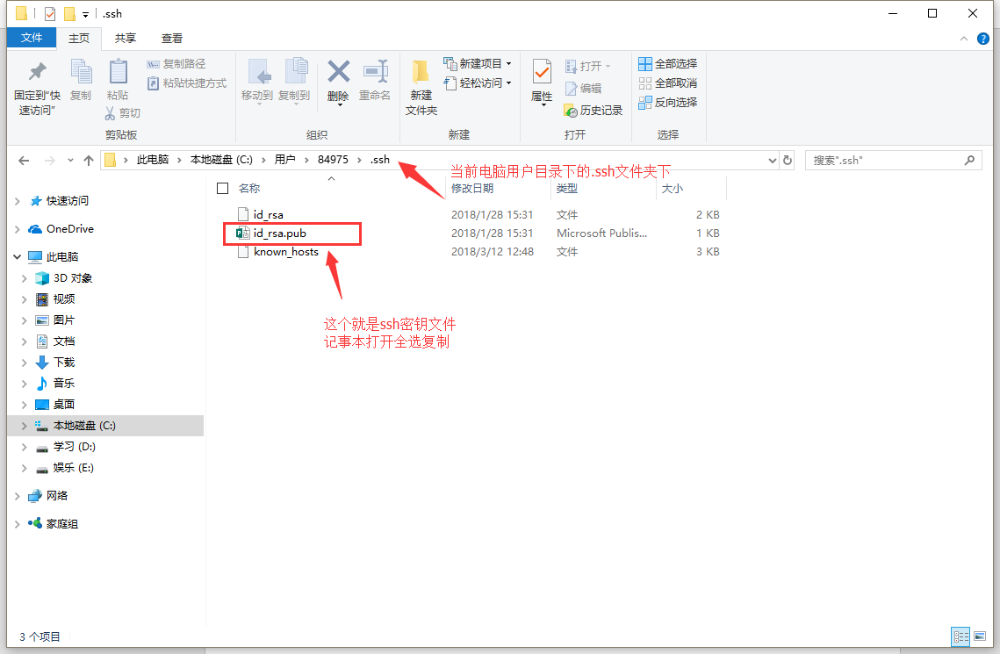 .ssh
文件 主页 共享 查看
固定到"快速访问"
复制
粘贴
复制路径
粘贴快捷方式
剪切
剪贴板
移动到
复制到
删除
重命名
组织
新建
文件夹
新建项目
轻松访问
新建
属性
打开
编辑
历史记录
打开
全部选择
全部取消
反向选择
选择
此电脑 本地磁盘 (C:) 用户 84975 .ssh
搜索".ssh"
当前电脑用户目录下的.ssh文件夹下
名称 修改日期 类型 大小
id_rsa 2018/1/28 15:31 文件 2 KB
id_rsa.pub 2018/1/28 15:31 Microsoft Publis... 1 KB
known_hosts 2018/3/12 12:48 文件 3 KB
这个就是ssh密钥文件
记事本打开全选复制
快速访问
OneDrive
此电脑
3D 对象
视频
图片
文档
下载
音乐
桌面
本地磁盘 (C:)
学习 (D:)
娱乐 (E:)
网络
家庭组
3 个项目